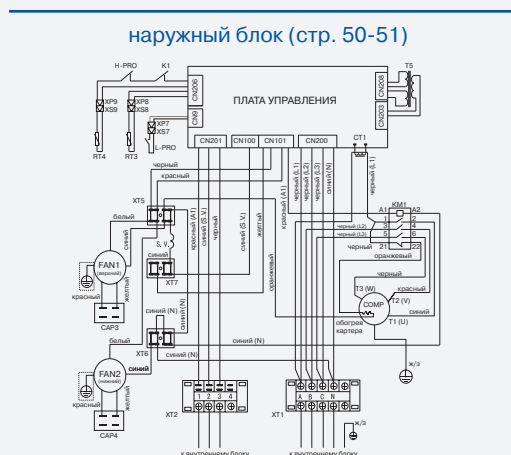 наружный блок (стр. 50-51)
H-PRO
K1
CN206
CN208
T5
ПЛАТА УПРАВЛЕНИЯ
XP9
XS9
XP8
XS8
CN9
CN203
XP7
XS7
L-PRO
RT4
RT3
CN201
CN100
CN101
CN200
CT1
черный
красный
черный (L1)
черный (L2)
черный (L3)
синий (N)
черный (L1)
XT5
белый
синий
S. V.
синий
красный (A1)
синий (S.V.)
черный
синий (S.V.)
желтый
красный (A1)
оранжевый
KM1
A1
A2
1
2
черный (L2)
3
4
черный (L3)
5
6
черный
21
22
оранжевый
FAN1
(верхний)
XT7
черный
красный
желтый
синий (N)
T3 (W)
красный
T2 (V)
COMP
CAP3
синий (N)
обогрев
картера
синий
T1 (U)
белый
XT6
синий (N)
синий (N)
FAN2
(нижний)
синий
ж/з
красный
желтый
1 2 3 4
A B C N
XT2
XT1
CAP4
ж/з
к внутреннему блоку
к внутреннему блоку